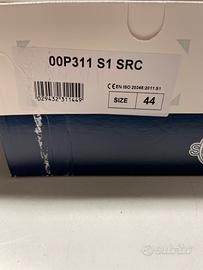 00P311 S1 SRC
CE EN ISO 20345:2011 S1
SIZE 44
subito